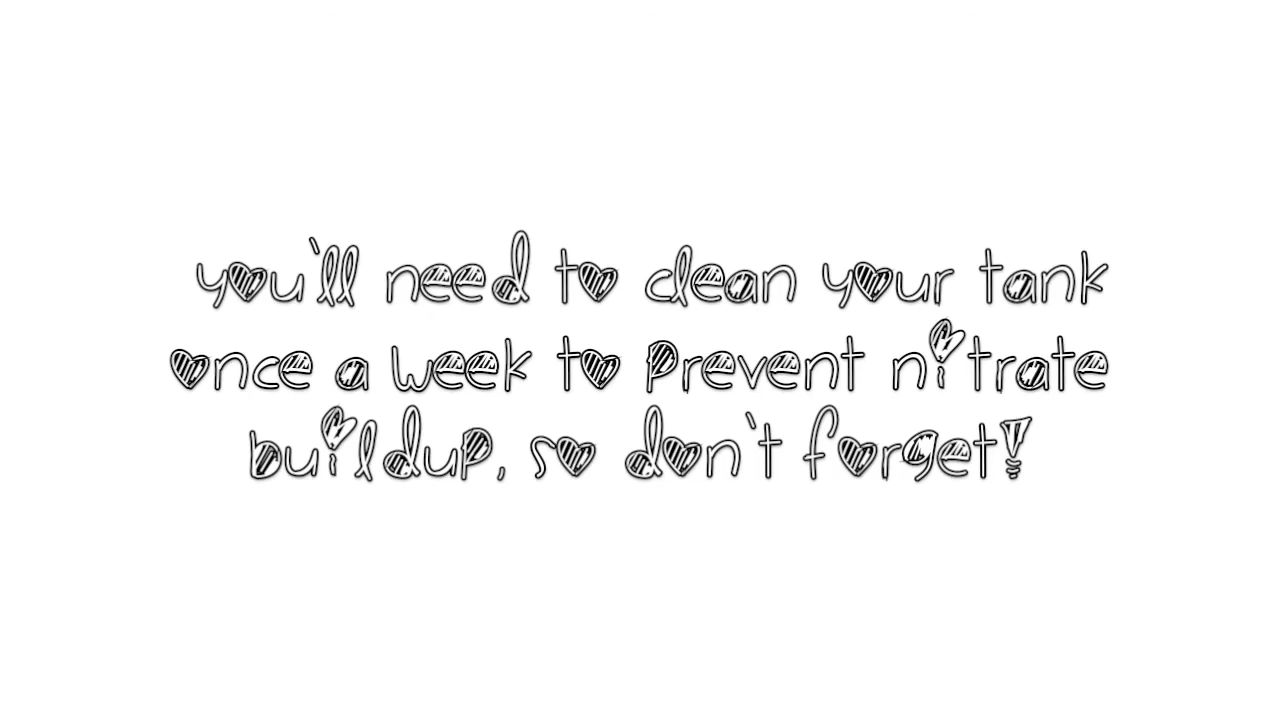 you'll need to clean your tank
once a week to prevent nitrate
buildup, so don't forget!